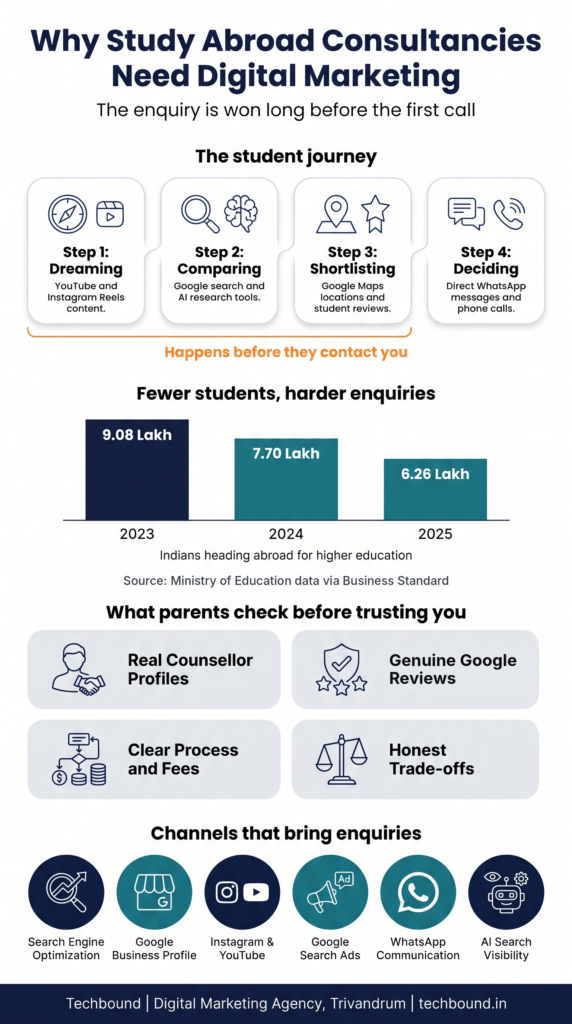 Why Study Abroad Consultancies
Need Digital Marketing
The enquiry is won long before the first call
The student journey
Step 1:
Dreaming
YouTube and
Instagram Reels
content.
Step 2:
Comparing
Google search and
AI research tools.
Step 3:
Shortlisting
Google Maps
locations and
student reviews.
Step 4:
Deciding
Direct WhatsApp
messages and
phone calls.
Happens before they contact you
Fewer students, harder enquiries
9.08 Lakh
7.70 Lakh
6.26 Lakh
2023
2024
2025
Indians heading abroad for higher education
Source: Ministry of Education data via Business Standard
What parents check before trusting you
Real Counsellor
Profiles
Genuine Google
Reviews
Clear Process
and Fees
Honest
Trade-offs
Channels that bring enquiries
G
Ad
Search Engine
Optimization
Google
Business Profile
Instagram &
YouTube
Google
Search Ads
WhatsApp
Communication
AI Search
Visibility
Techbound | Digital Marketing Agency, Trivandrum | techbound.in